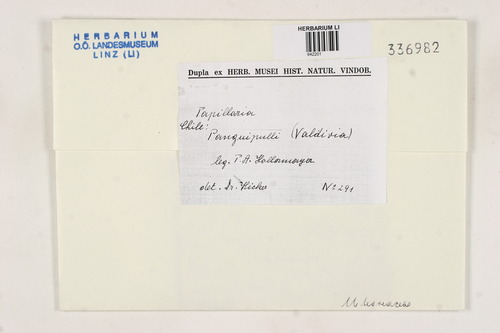 HERBARIUM
O.Ö. LANDESMUSEUM
LINZ (LI)
HERBARIUM LI
336982
Dupla ex HERB. MUSEI HIST. NATUR. VINDOB.
Papillaria
Chile:
Panguipulli (Valdivia)
leg. P. A. Hollermayer
det. Dr.
No 291